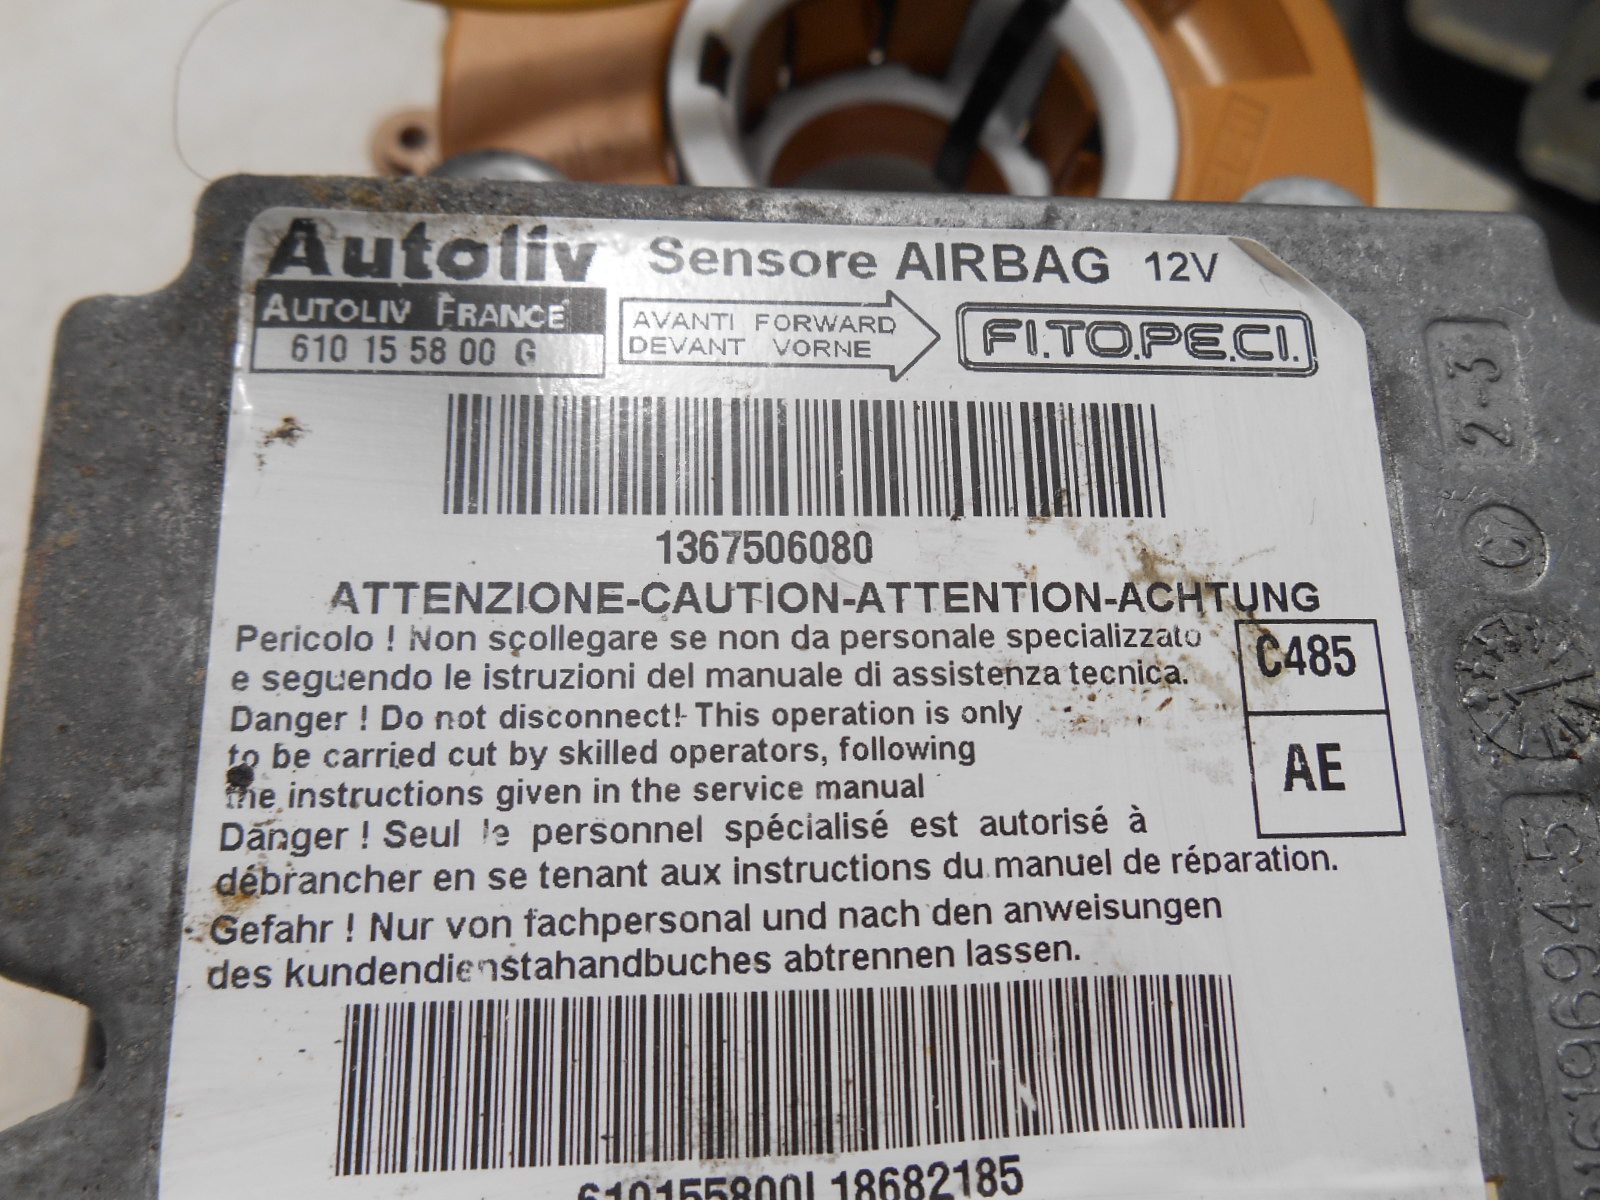 Autoliv Sensore AIRBAG 12V
AUTOLIV FRANCE
610 15 58 00 G
AVANTI FORWARD
DEVANT VORNE
FI.TO.PE.CI.
1367506080
ATTENZIONE-CAUTION-ATTENTION-ACHTUNG
Pericolo ! Non scollegare se non da personale specializzato
e seguendo le istruzioni del manuale di assistenza tecnica.
C485
AE
Danger ! Do not disconnect! This operation is only
to be carried cut by skilled operators, following
the instructions given in the service manual
Danger ! Seul le personnel spécialisé est autorisé à
débrancher en se tenant aux instructions du manuel de réparation.
Gefahr ! Nur von fachpersonal und nach den anweisungen
des kundendienstahandbuches abtrennen lassen.
610155800L18682185
2-3
C